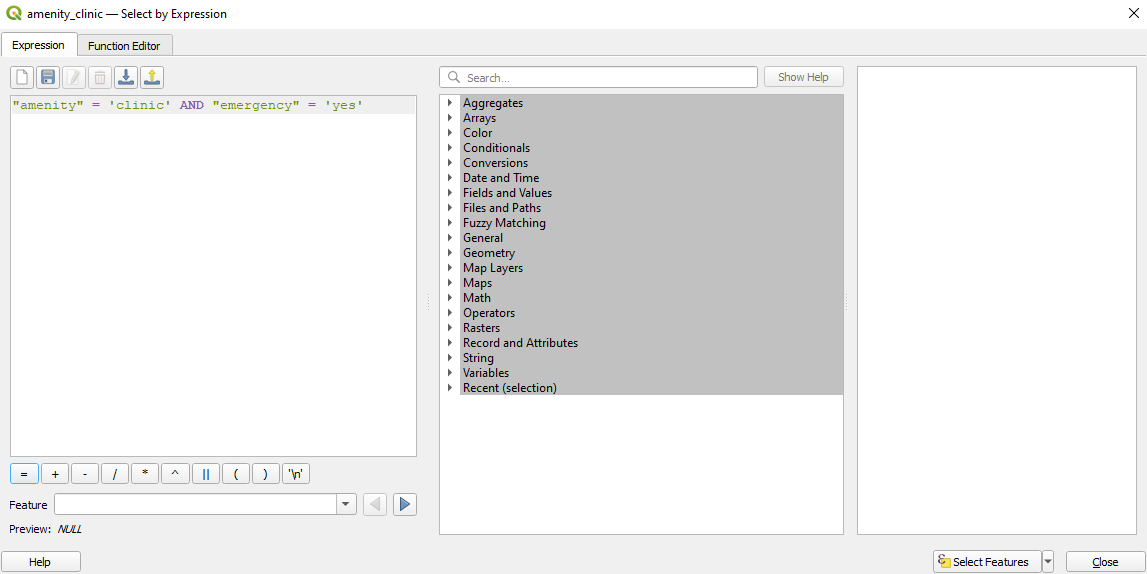 amenity_clinic — Select by Expression
Expression
Function Editor
Search...
Show Help
"amenity" = 'clinic' AND "emergency" = 'yes'
Aggregates
Arrays
Color
Conditionals
Conversions
Date and Time
Fields and Values
Files and Paths
Fuzzy Matching
General
Geometry
Map Layers
Maps
Math
Operators
Rasters
Record and Attributes
String
Variables
Recent (selection)
= + - / * ^ || ( ) '\n'
Feature
Preview: NULL
Help
Select Features
Close